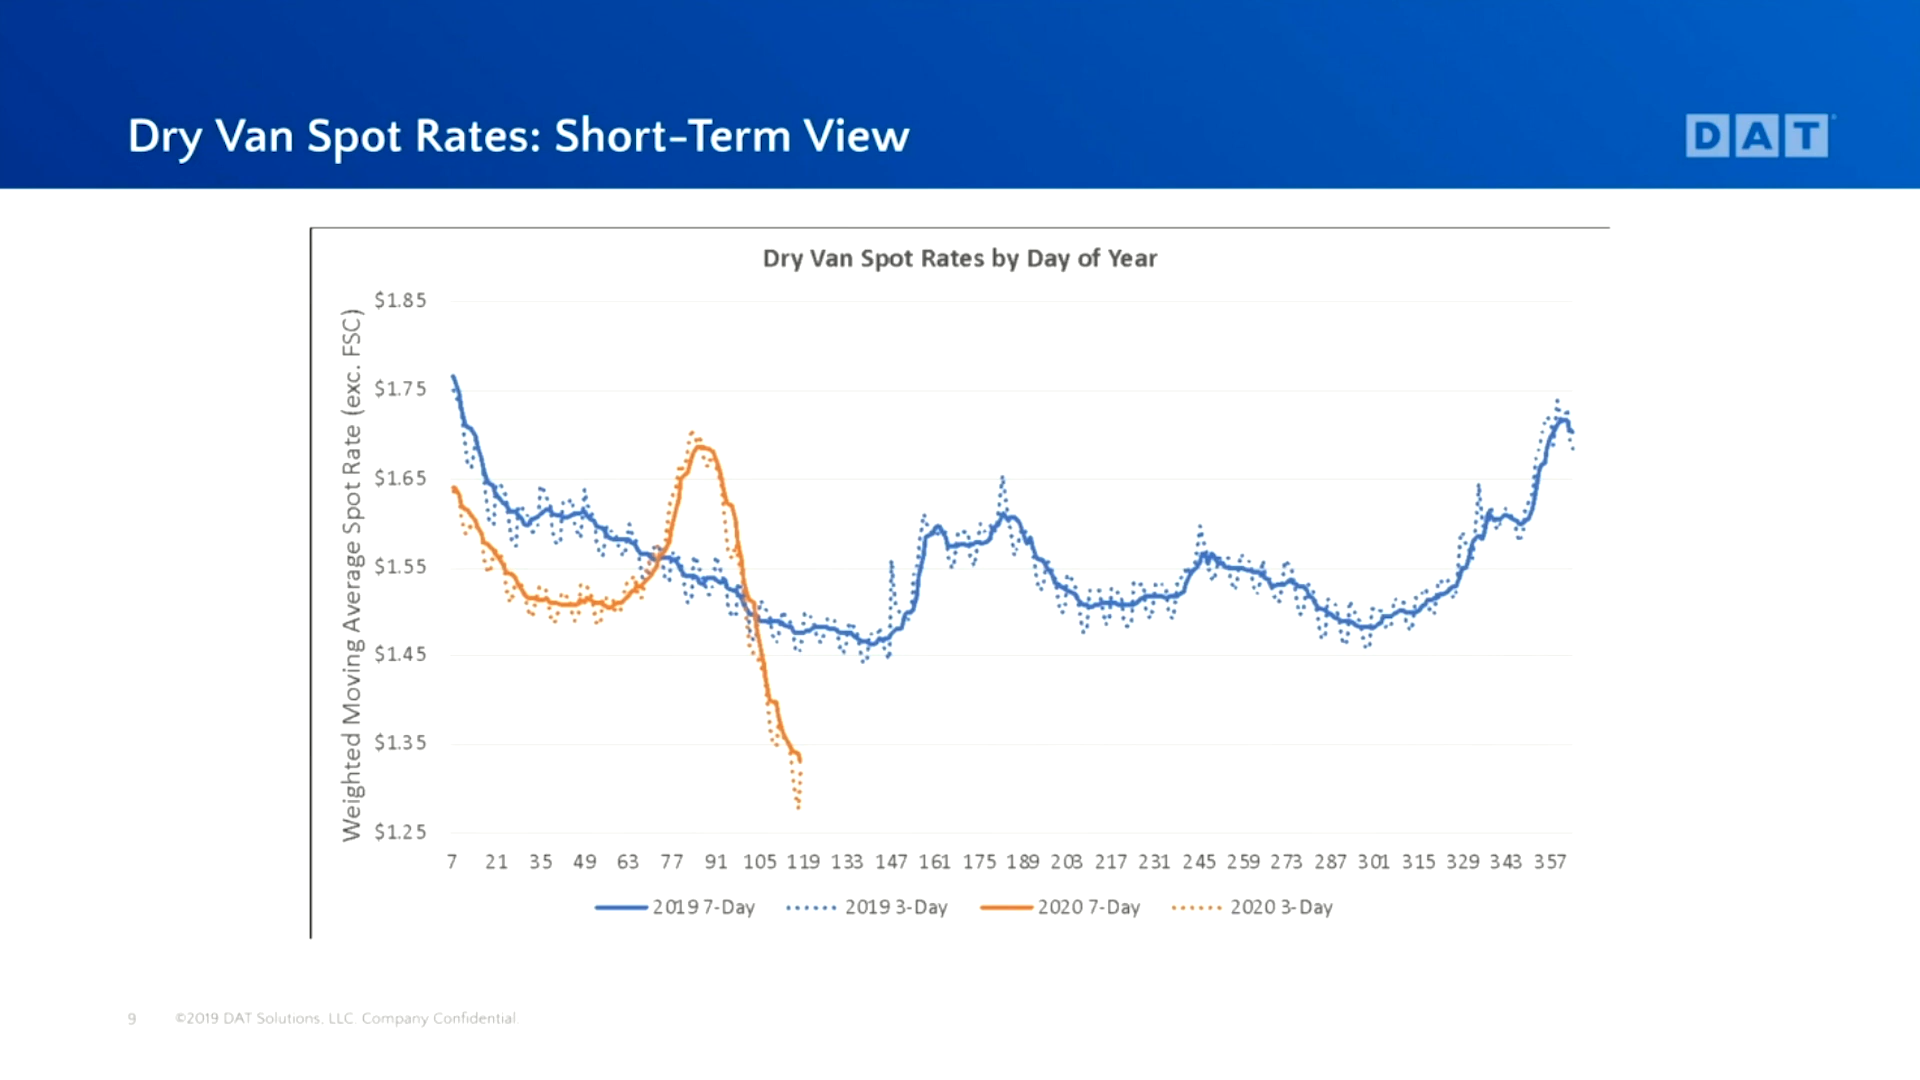 Dry Van Spot Rates: Short-Term View
DAT
Dry Van Spot Rates by Day of Year
Weighted Moving Average Spot Rate (exc. FSC)
$1.85
$1.75
$1.65
$1.55
$1.45
$1.35
$1.25
7 21 35 49 63 77 91 105 119 133 147 161 175 189 203 217 231 245 259 273 287 301 315 329 343 357
2019 7-Day 2019 3-Day 2020 7-Day 2020 3-Day
9 ©2019 DAT Solutions, LLC. Company Confidential